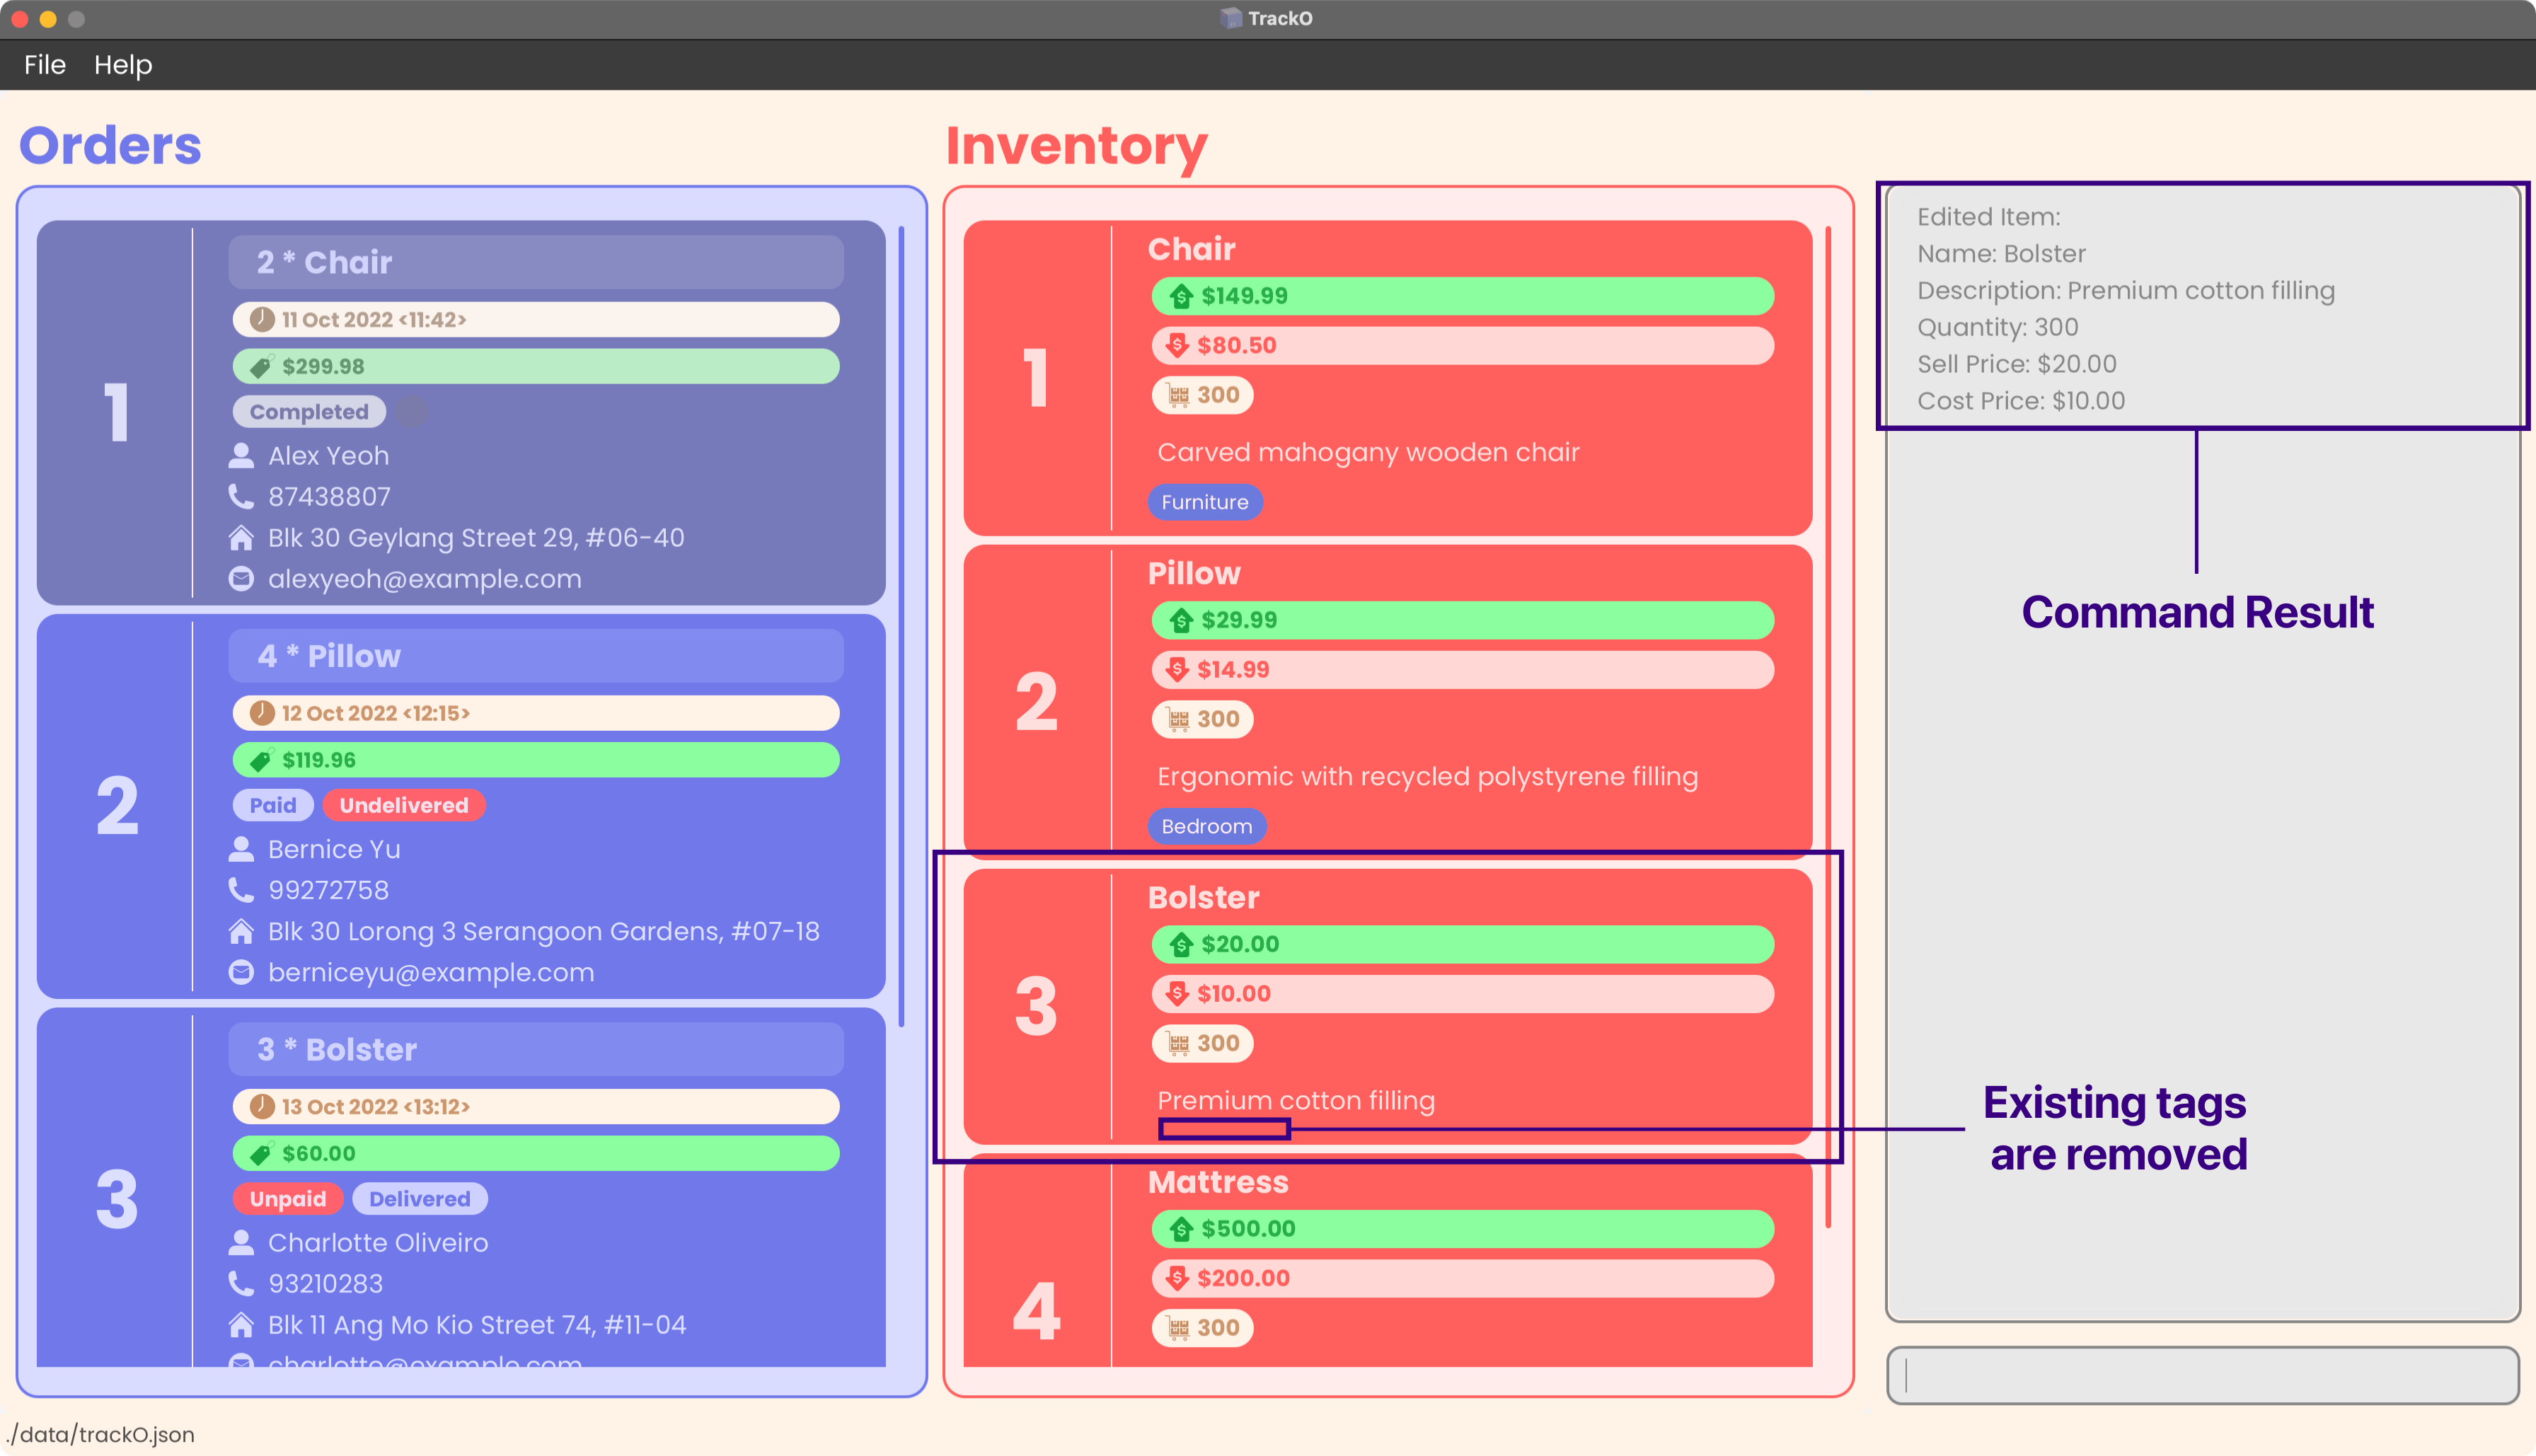 TrackO
File Help
Orders
1
2 * Chair
11 Oct 2022 <11:42>
$299.98
Completed
Alex Yeoh
87438807
Blk 30 Geylang Street 29, #06-40
alexyeoh@example.com
2
4 * Pillow
12 Oct 2022 <12:15>
$119.96
Paid Undelivered
Bernice Yu
99272758
Blk 30 Lorong 3 Serangoon Gardens, #07-18
berniceyu@example.com
3
3 * Bolster
13 Oct 2022 <13:12>
$60.00
Unpaid Delivered
Charlotte Oliveiro
93210283
Blk 11 Ang Mo Kio Street 74, #11-04
charlotte@example.com
Inventory
1
Chair
$149.99
$80.50
300
Carved mahogany wooden chair
Furniture
2
Pillow
$29.99
$14.99
300
Ergonomic with recycled polystyrene filling
Bedroom
3
Bolster
$20.00
$10.00
300
Premium cotton filling
4
Mattress
$500.00
$200.00
300
Edited Item:
Name: Bolster
Description: Premium cotton filling
Quantity: 300
Sell Price: $20.00
Cost Price: $10.00
Command Result
Existing tags
are removed
./data/trackO.json